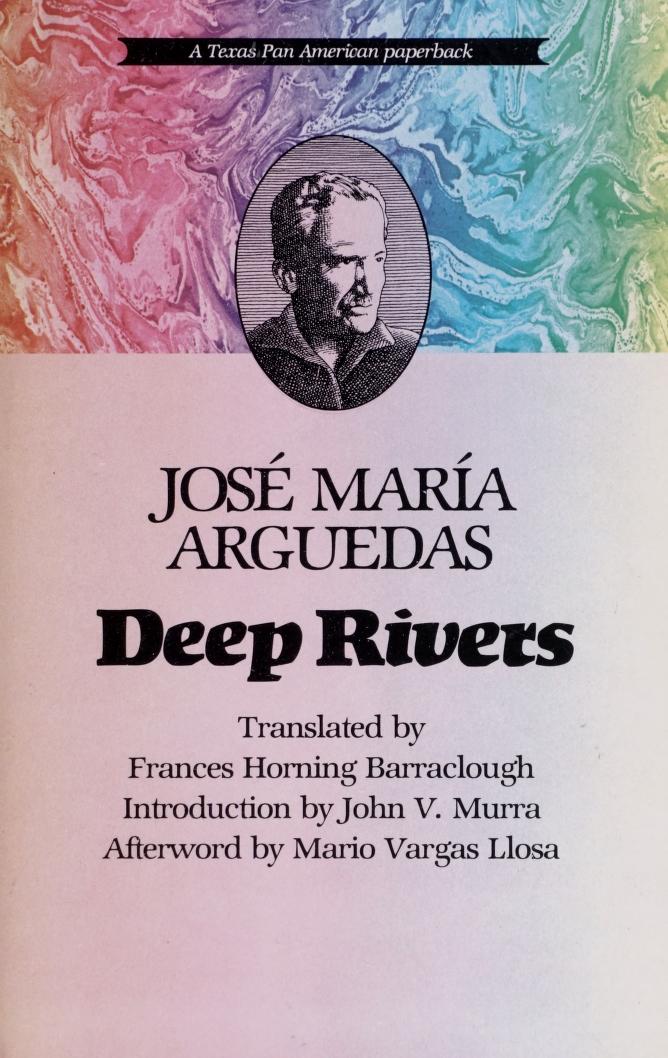 A Texas Pan American paperback
JOSÉ MARÍA
ARGUEDAS
Deep Rivers
Translated by
Frances Horning Barraclough
Introduction by John V. Murra
Afterword by Mario Vargas Llosa